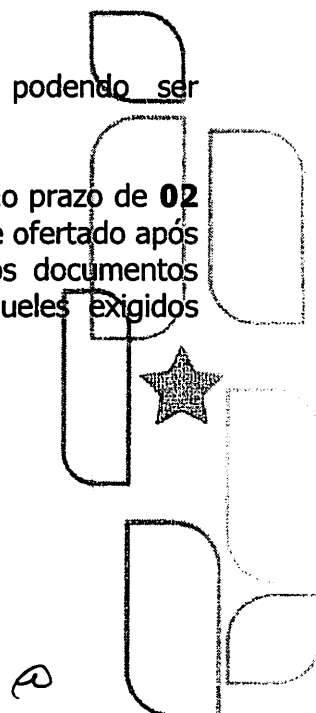 podendo ser
o prazo de 02
e ofertado após
os documentos
ueles exigidos